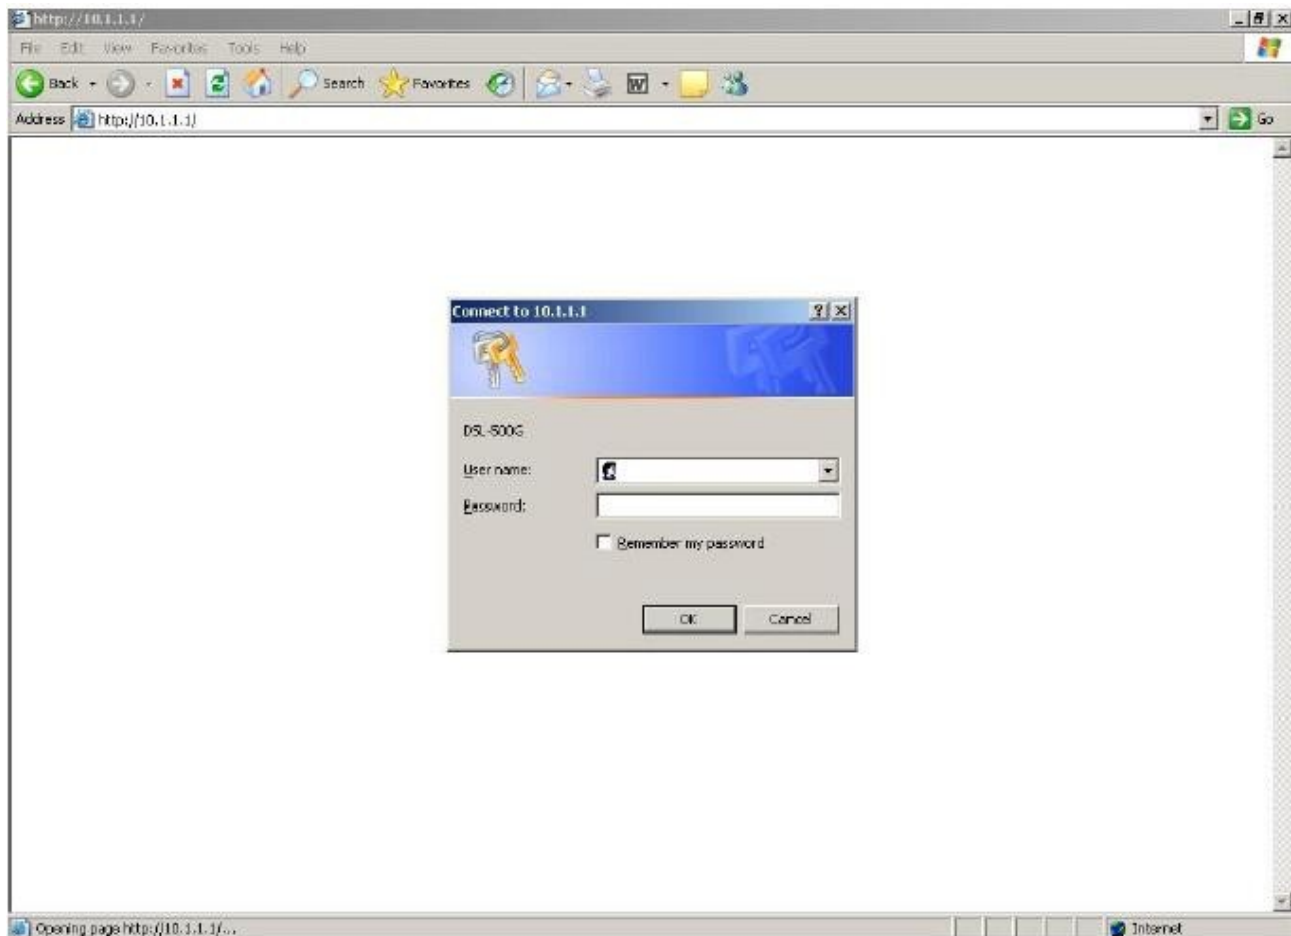 http://10.1.1.1/
File Edit View Favorites Tools Help
Back Search Favorites W
Address http://10.1.1.1/ Go
Connect to 10.1.1.1
DSL-500G
User name:
Password:
Remember my password
OK Cancel
Opening page http://10.1.1.1/... Internet